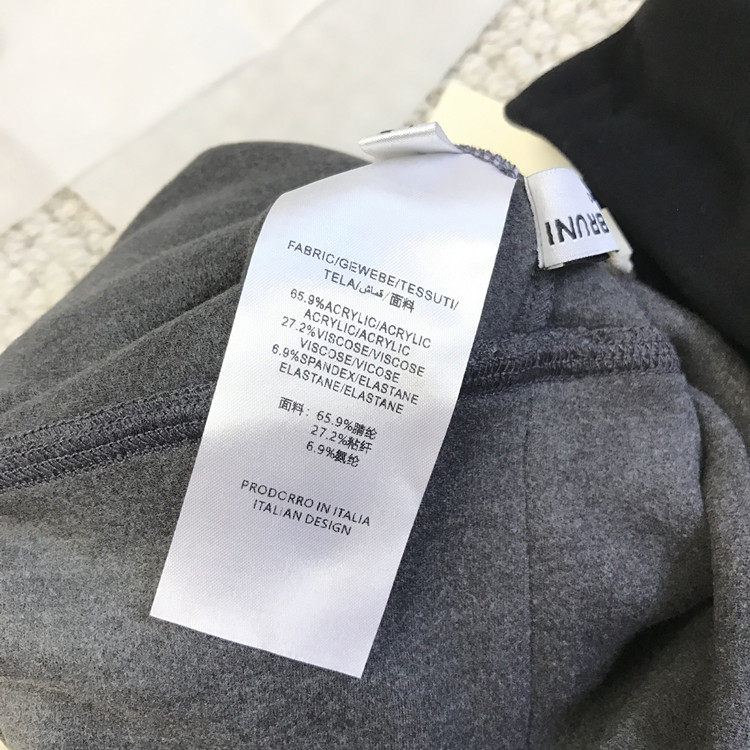 FABRIC/GEWEBE/TESSUTI/
TELA/قماش/面料
65.9%ACRYLIC/ACRYLIC
ACRYLIC/ACRYLIC
27.2%VISCOSE/VISCOSE
VISCOSE/VICOSE
6.9%SPANDEX/ELASTANE
ELASTANE/ELASTANE
面料: 65.9%腈纶
27.2%粘纤
6.9%氨纶
PRODORRO IN ITALIA
ITALIAN DESIGN
BRUNI